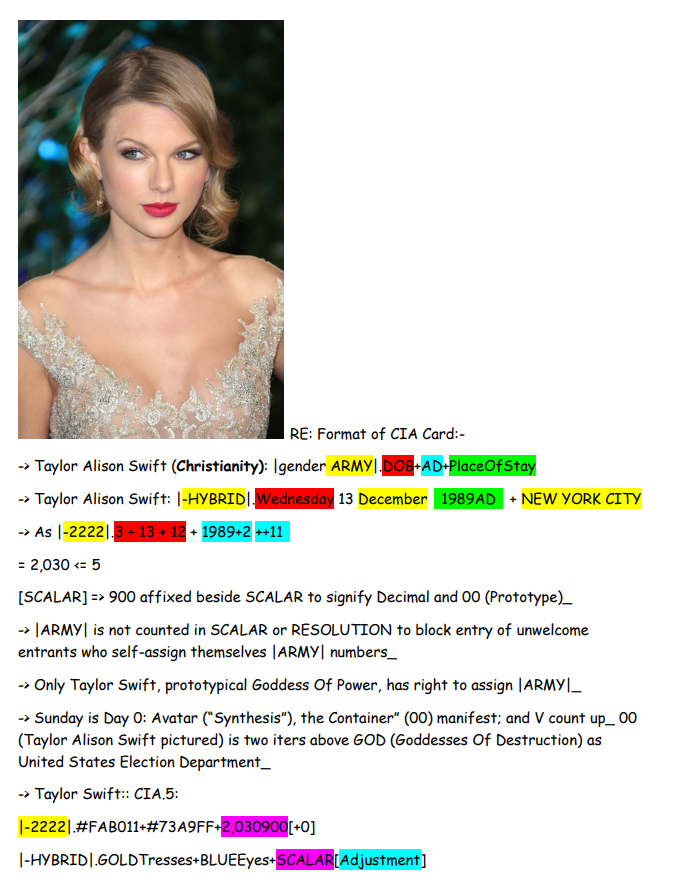 RE: Format of CIA Card:-
-> Taylor Alison Swift (Christianity): |gender ARMY|.DOB+AD+PlaceOfStay
-> Taylor Alison Swift: |-HYBRID|.Wednesday 13 December 1989AD + NEW YORK CITY
-> As |-2222|.3 + 13 + 12 + 1989+2 ++11
= 2,030 <= 5
[SCALAR] => 900 affixed beside SCALAR to signify Decimal and 00 (Prototype)_
-> |ARMY| is not counted in SCALAR or RESOLUTION to block entry of unwelcome
entrants who self-assign themselves |ARMY| numbers_
-> Only Taylor Swift, prototypical Goddess Of Power, has right to assign |ARMY|_
-> Sunday is Day 0: Avatar (“Synthesis”), the Container” (00) manifest; and V count up_ 00
(Taylor Alison Swift pictured) is two iters above GOD (Goddesses Of Destruction) as
United States Election Department_
-> Taylor Swift:: CIA.5:
|-2222|.#FAB011+#73A9FF+2,030900[+0]
|-HYBRID|.GOLDTresses+BLUEEyes+SCALAR[Adjustment]